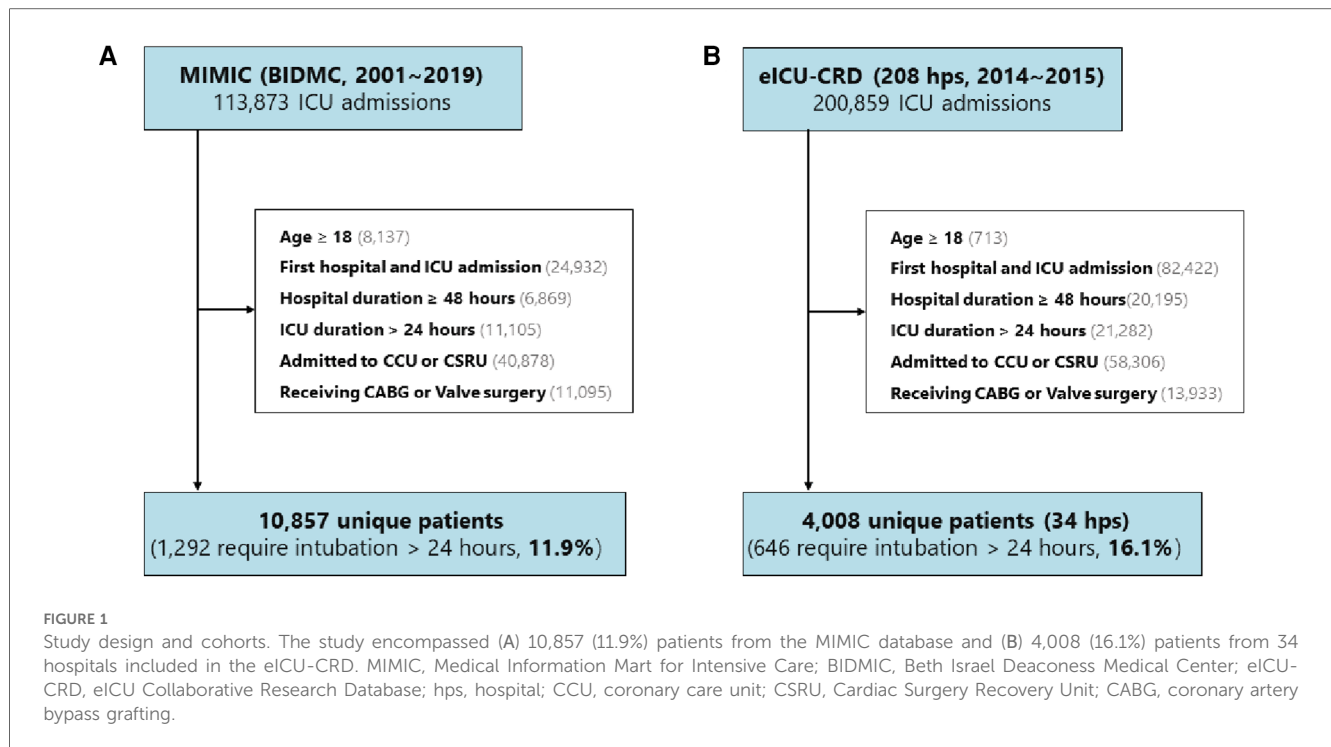 A
MIMIC (BIDMC, 2001~2019)
113,873 ICU admissions
Age ≥ 18 (8,137)
First hospital and ICU admission (24,932)
Hospital duration ≥ 48 hours (6,869)
ICU duration > 24 hours (11,105)
Admitted to CCU or CSRU (40,878)
Receiving CABG or Valve surgery (11,095)
10,857 unique patients
(1,292 require intubation > 24 hours, 11.9%)
B
eICU-CRD (208 hps, 2014~2015)
200,859 ICU admissions
Age ≥ 18 (713)
First hospital and ICU admission (82,422)
Hospital duration ≥ 48 hours(20,195)
ICU duration > 24 hours (21,282)
Admitted to CCU or CSRU (58,306)
Receiving CABG or Valve surgery (13,933)
4,008 unique patients (34 hps)
(646 require intubation > 24 hours, 16.1%)
FIGURE 1
Study design and cohorts. The study encompassed (A) 10,857 (11.9%) patients from the MIMIC database and (B) 4,008 (16.1%) patients from 34
hospitals included in the eICU-CRD. MIMIC, Medical Information Mart for Intensive Care; BIDMIC, Beth Israel Deaconess Medical Center; eICU-
CRD, eICU Collaborative Research Database; hps, hospital; CCU, coronary care unit; CSRU, Cardiac Surgery Recovery Unit; CABG, coronary artery
bypass grafting.